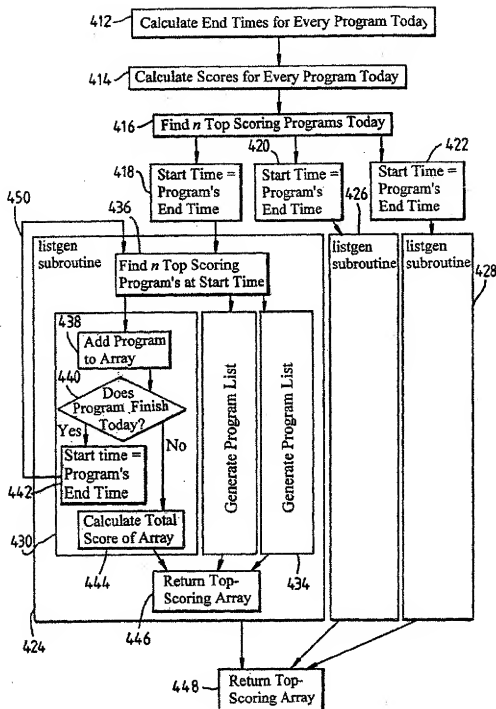 412
Calculate End Times for Every Program Today
414
Calculate Scores for Every Program Today
416
Find n Top Scoring Programs Today
418
Start Time =
Program's
End Time
420
Start Time =
Program's
End Time
422
Start Time =
Program's
End Time
450
436
426
428
listgen
subroutine
Find n Top Scoring
Program's at Start Time
listgen
subroutine
listgen
subroutine
438
Add Program
to Array
440
Does
Program Finish
Today?
Yes
No
442
Start time =
Program's
End Time
Generate Program List
Generate Program List
430
Calculate Total
Score of Array
444
434
Return Top-
Scoring Array
446
424
448
Return Top-
Scoring Array